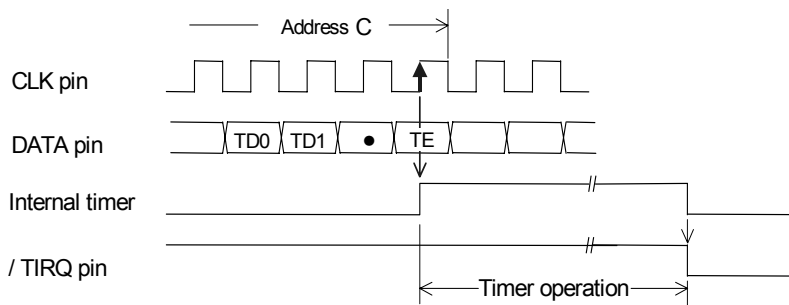 Address C
CLK pin
DATA pin
TD0 TD1 ● TE
Internal timer
/ TIRQ pin
Timer operation